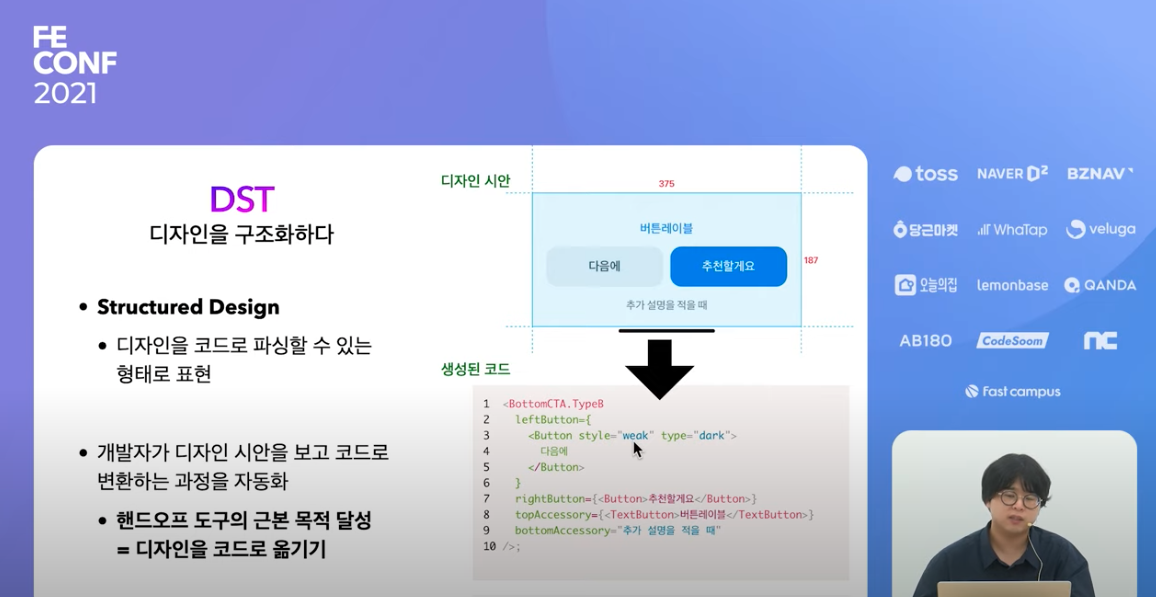 FE
CONF
2021
DST
디자인을 구조화하다
• Structured Design
• 디자인을 코드로 파싱할 수 있는
형태로 표현
• 개발자가 디자인 시안을 보고 코드로
변환하는 과정을 자동화
• 핸드오프 도구의 근본 목적 달성
= 디자인을 코드로 옮기기
디자인 시안
375
버튼레이블
다음에
추천할게요
187
추가 설명을 적을 때
생성된 코드
1 <BottomCTA.TypeB
2 leftButton={
3 <Button style="weak" type="dark">
4 다음에
5 </Button>
6 }
7 rightButton={<Button>추천할게요</Button>}
8 topAccessory={<TextButton>버튼레이블</TextButton>}
9 bottomAccessory="추가 설명을 적을 때"
10 />;
toss NAVER D2 BZNAV
당근마켓 WhaTap veluga
오늘의집 lemonbase QANDA
AB180 CodeSoom nc
fast campus